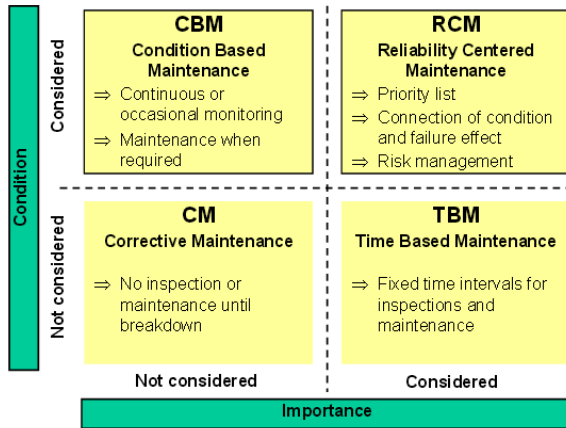 Condition
Considered
Not considered
CBM
Condition Based
Maintenance
⇒ Continuous or
occasional monitoring
⇒ Maintenance when
required
RCM
Reliability Centered
Maintenance
⇒ Priority list
⇒ Connection of condition
and failure effect
⇒ Risk management
CM
Corrective Maintenance
⇒ No inspection or
maintenance until
breakdown
TBM
Time Based Maintenance
⇒ Fixed time intervals for
inspections and
maintenance
Not considered
Considered
Importance